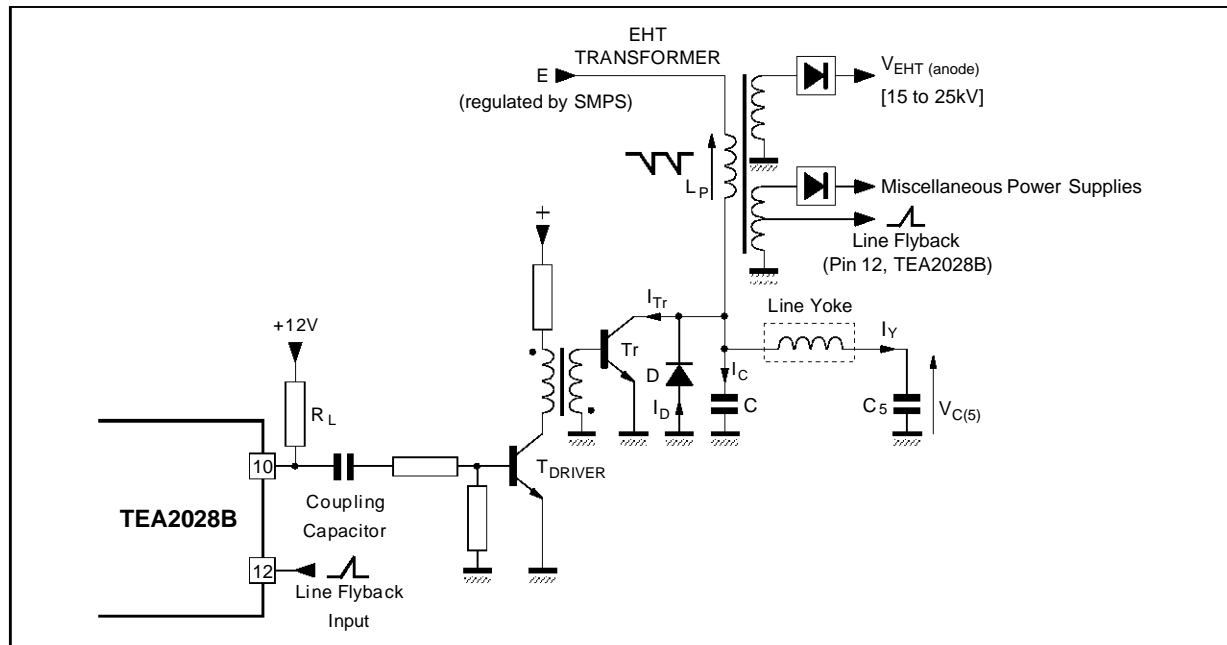 EHT
TRANSFORMER
E
(regulated by SMPS)
VEHT (anode)
[15 to 25kV]
LP
Miscellaneous Power Supplies
Line Flyback
(Pin 12, TEA2028B)
+
ITr
Line Yoke
+12V
Tr
D
IC
IY
RL
ID
C
C5
VC(5)
10
TDRIVER
Coupling
Capacitor
TEA2028B
12
Line Flyback
Input